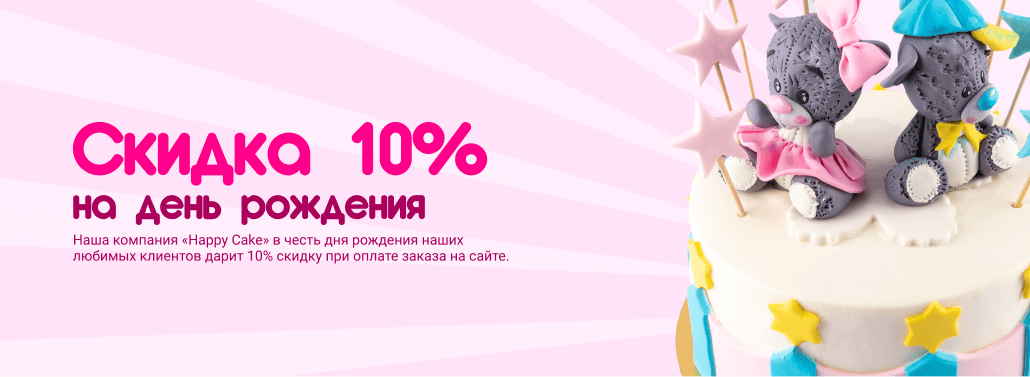 Скидка 10%
на день рождения
Наша компания «Happy Cake» в честь дня рождения наших
любимых клиентов дарит 10% скидку при оплате заказа на сайте.